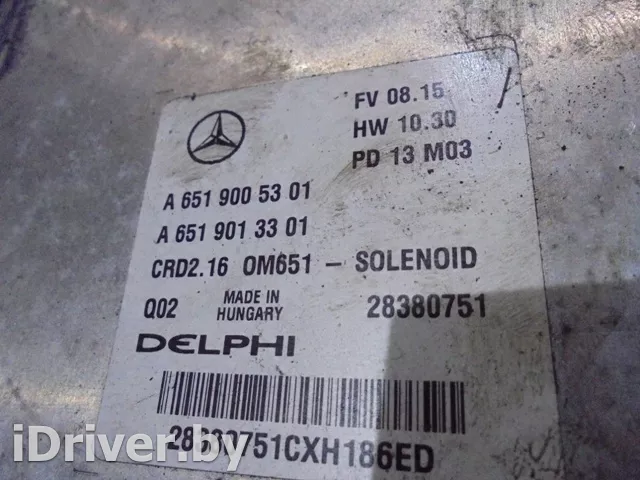 FV 08.15
HW 10.30
PD 13 M03
A 651 900 53 01
A 651 901 33 01
CRD2.16 OM651 - SOLENOID
Q02 MADE IN HUNGARY 28380751
DELPHI
28380751CXH186ED
iDriver.by